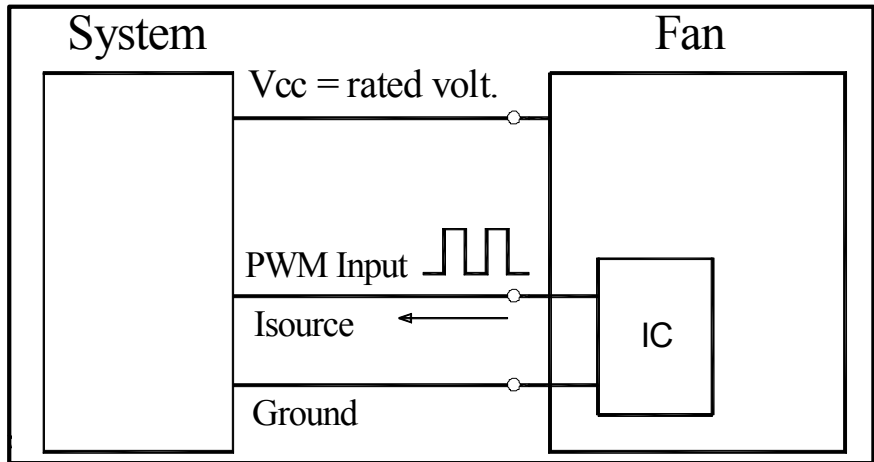 System
Fan
Vcc = rated volt.
PWM Input
Isource
IC
Ground